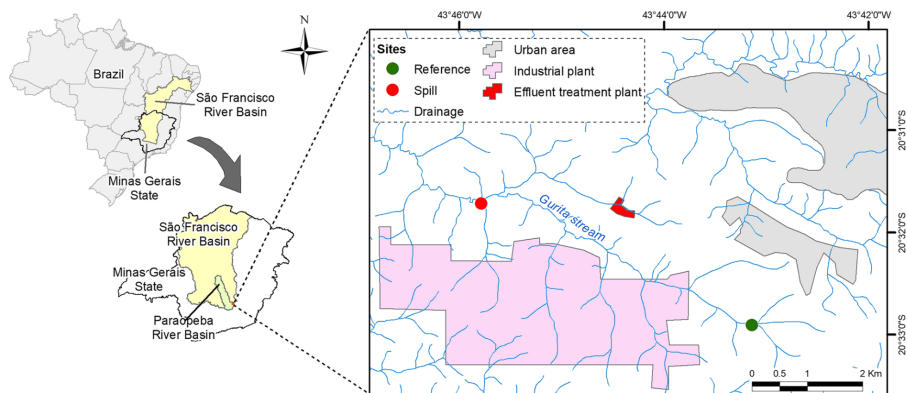 N
Brazil
São Francisco
River Basin
Minas Gerais
State
São Francisco
River Basin
Minas Gerais
State
Paraopeba
River Basin
43°46'0"W
43°44'0"W
43°42'0"W
Sites
Reference
Spill
Drainage
Urban area
Industrial plant
Effluent treatment plant
Gurita stream
20°31'0"S
20°32'0"S
20°33'0"S
0 0.5 1 2 Km